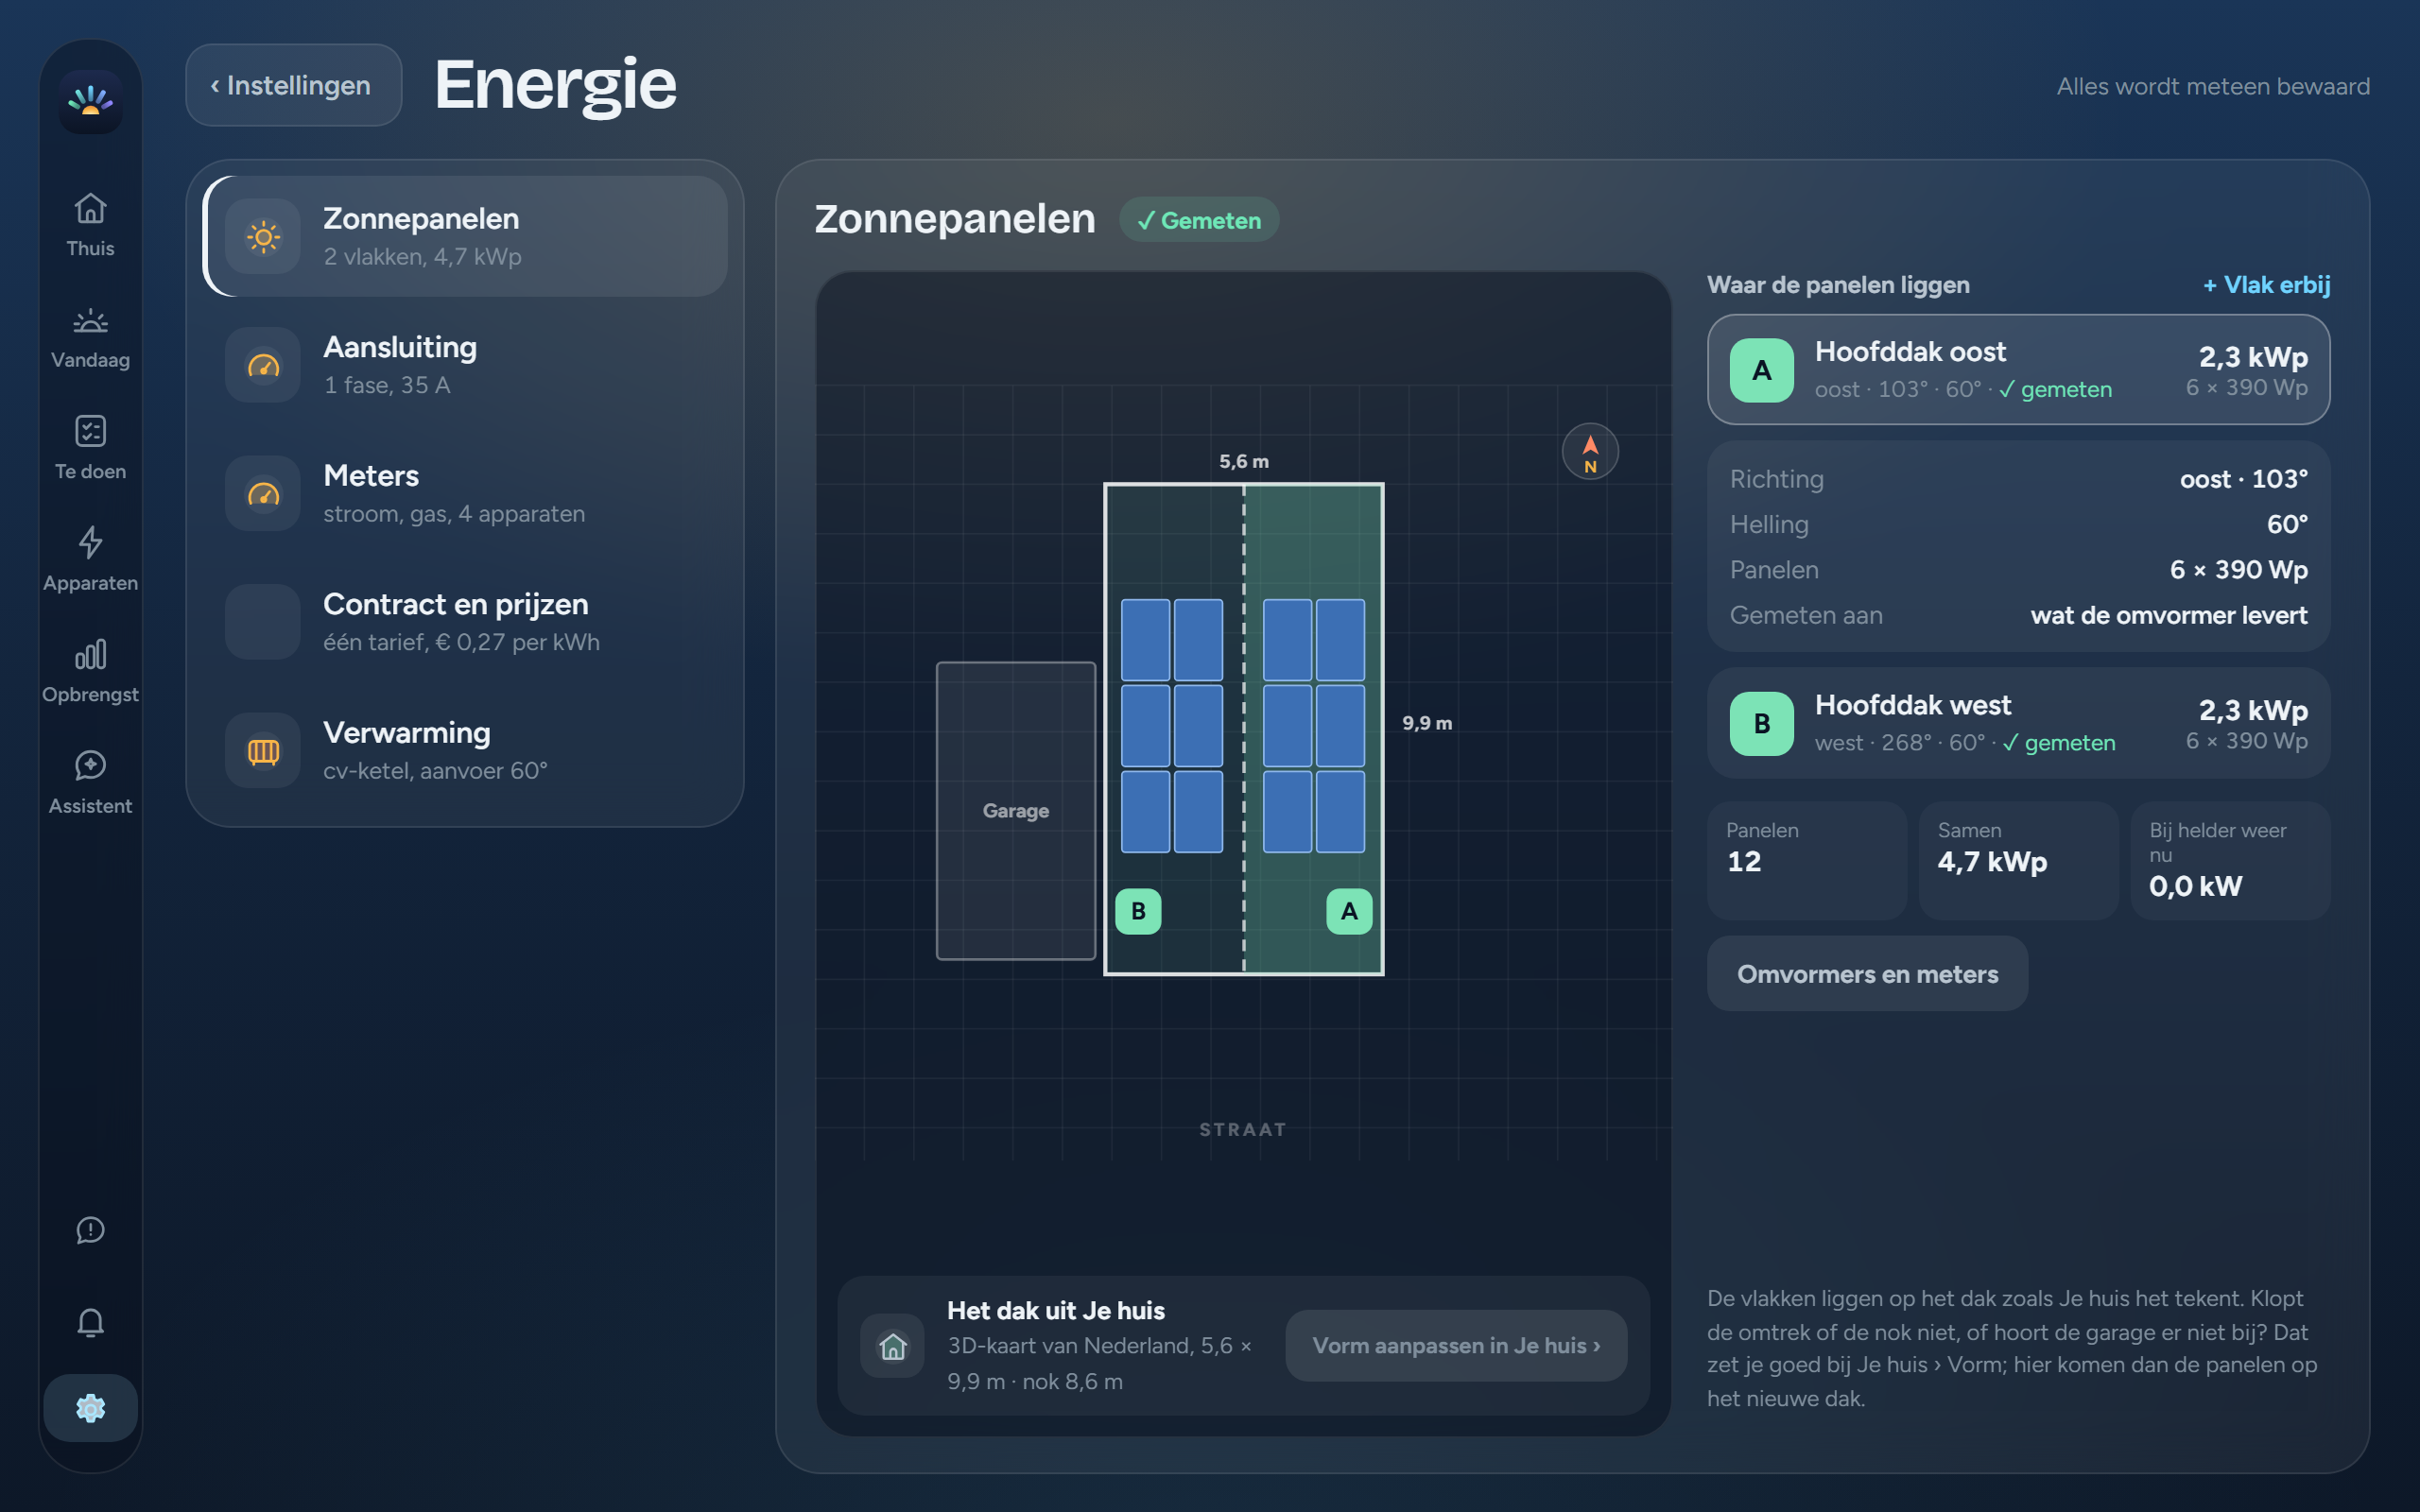 ‹ Instellingen
Energie
Alles wordt meteen bewaard
Thuis
Vandaag
Te doen
Apparaten
Opbrengst
Assistent
Zonnepanelen
2 vlakken, 4,7 kWp
Aansluiting
1 fase, 35 A
Meters
stroom, gas, 4 apparaten
Contract en prijzen
één tarief, € 0,27 per kWh
Verwarming
cv-ketel, aanvoer 60°
Zonnepanelen
✓ Gemeten
5,6 m
N
9,9 m
Garage
B
A
STRAAT
Het dak uit Je huis
3D-kaart van Nederland, 5,6 ×
9,9 m · nok 8,6 m
Vorm aanpassen in Je huis ›
Waar de panelen liggen
+ Vlak erbij
A
Hoofddak oost
oost · 103° · 60° · ✓ gemeten
2,3 kWp
6 × 390 Wp
Richting
oost · 103°
Helling
60°
Panelen
6 × 390 Wp
Gemeten aan
wat de omvormer levert
B
Hoofddak west
west · 268° · 60° · ✓ gemeten
2,3 kWp
6 × 390 Wp
Panelen
12
Samen
4,7 kWp
Bij helder weer
nu
0,0 kW
Omvormers en meters
De vlakken liggen op het dak zoals Je huis het tekent. Klopt
de omtrek of de nok niet, of hoort de garage er niet bij? Dat
zet je goed bij Je huis › Vorm; hier komen dan de panelen op
het nieuwe dak.